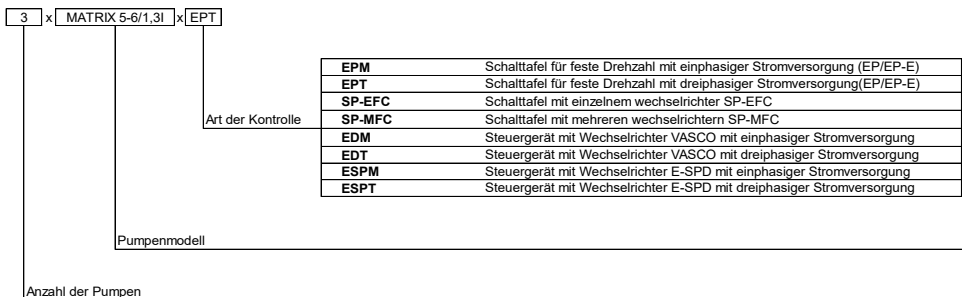 3 x MATRIX 5-6/1,3I x EPT
EPM Schalttafel für feste Drehzahl mit einphasiger Stromversorgung (EP/EP-E)
EPT Schalttafel für feste Drehzahl mit dreiphasiger Stromversorgung(EP/EP-E)
SP-EFC Schalttafel mit einzelnem wechselrichter SP-EFC
Art der Kontrolle SP-MFC Schalttafel mit mehreren wechselrichtern SP-MFC
EDM Steuergerät mit Wechselrichter VASCO mit einphasiger Stromversorgung
EDT Steuergerät mit Wechselrichter VASCO mit dreiphasiger Stromversorgung
ESPM Steuergerät mit Wechselrichter E-SPD mit einphasiger Stromversorgung
ESPT Steuergerät mit Wechselrichter E-SPD mit dreiphasiger Stromversorgung
Pumpenmodell
Anzahl der Pumpen